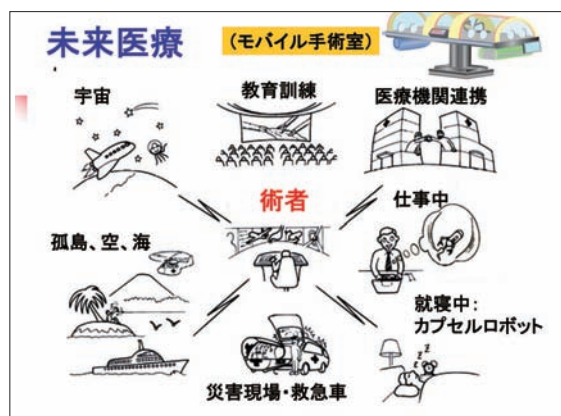 未来医療
(モバイル手術室)
宇宙
教育訓練
医療機関連携
術者
仕事中
孤島、空、海
就寝中:
カプセルロボット
災害現場・救急車